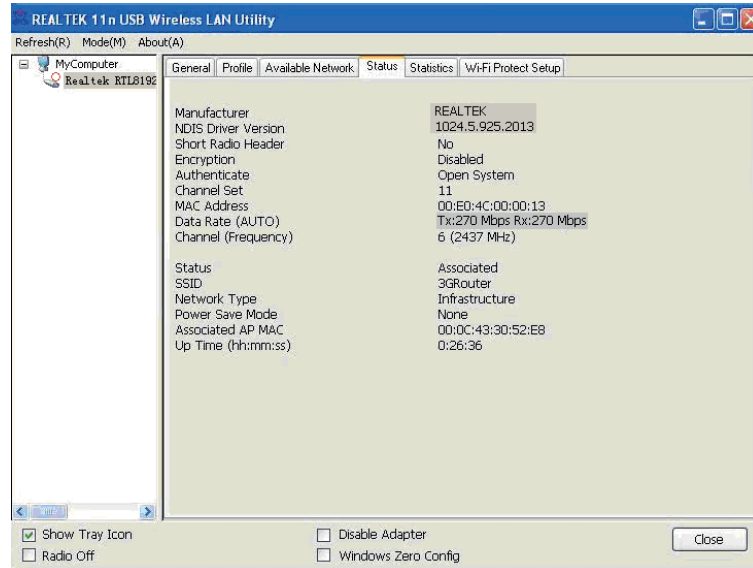 REALTEK 11n USB Wireless LAN Utility
Refresh(R) Mode(M) About(A)
MyComputer
Realtek RTL8192
General Profile Available Network Status Statistics Wi-Fi Protect Setup
Manufacturer REALTEK
NDIS Driver Version 1024.5.925.2013
Short Radio Header No
Encryption Disabled
Authenticate Open System
Channel Set 11
MAC Address 00:E0:4C:00:00:13
Data Rate (AUTO) Tx:270 Mbps Rx:270 Mbps
Channel (Frequency) 6 (2437 MHz)
Status Associated
SSID 3GRouter
Network Type Infrastructure
Power Save Mode None
Associated AP MAC 00:0C:43:30:52:E8
Up Time (hh:mm:ss) 0:26:36
Show Tray Icon Disable Adapter Close
Radio Off Windows Zero Config